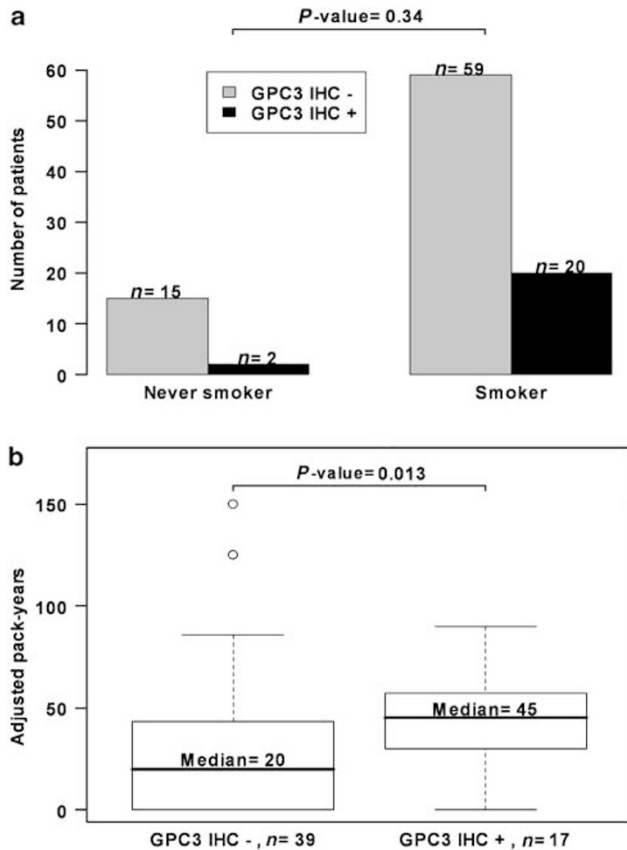 a
P-value= 0.34
60
50
40
30
20
10
0
Number of patients
GPC3 IHC -
GPC3 IHC +
n= 15
n= 2
n= 59
n= 20
Never smoker
Smoker
b
P-value= 0.013
150
100
50
0
Adjusted pack-years
Median= 20
Median= 45
GPC3 IHC - , n= 39
GPC3 IHC + , n= 17